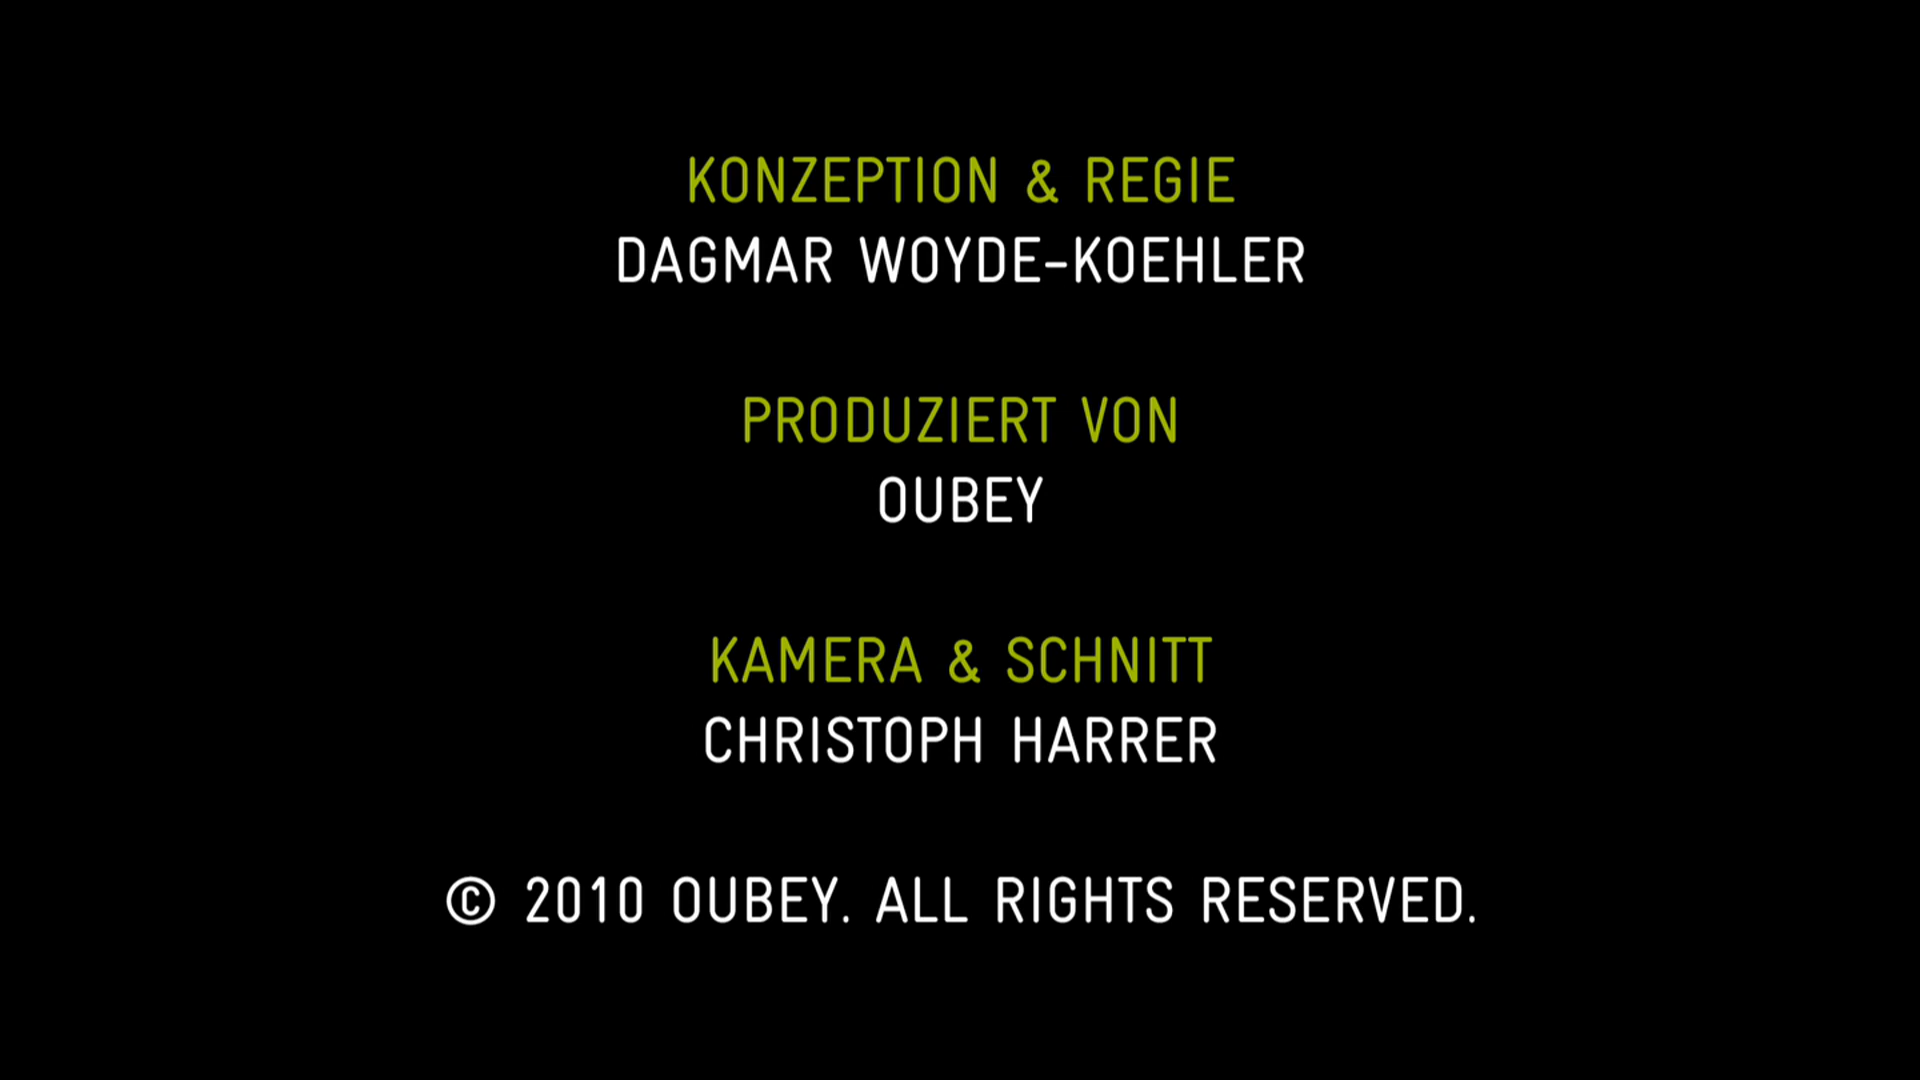 KONZEPTION & REGIE
DAGMAR WOYDE-KOEHLER
PRODUZIERT VON
OUBEY
KAMERA & SCHNITT
CHRISTOPH HARRER
© 2010 OUBEY. ALL RIGHTS RESERVED.